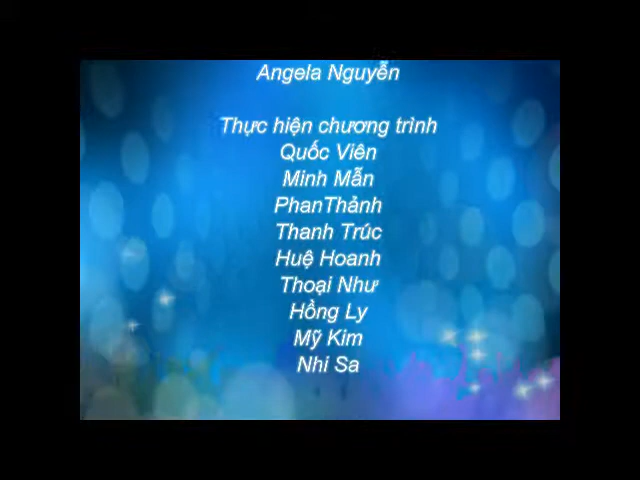 Angela Nguyễn
Thực hiện chương trình
Quốc Viên
Minh Mẫn
PhanThảnh
Thanh Trúc
Huệ Hoanh
Thoại Như
Hồng Ly
Mỹ Kim
Nhi Sa